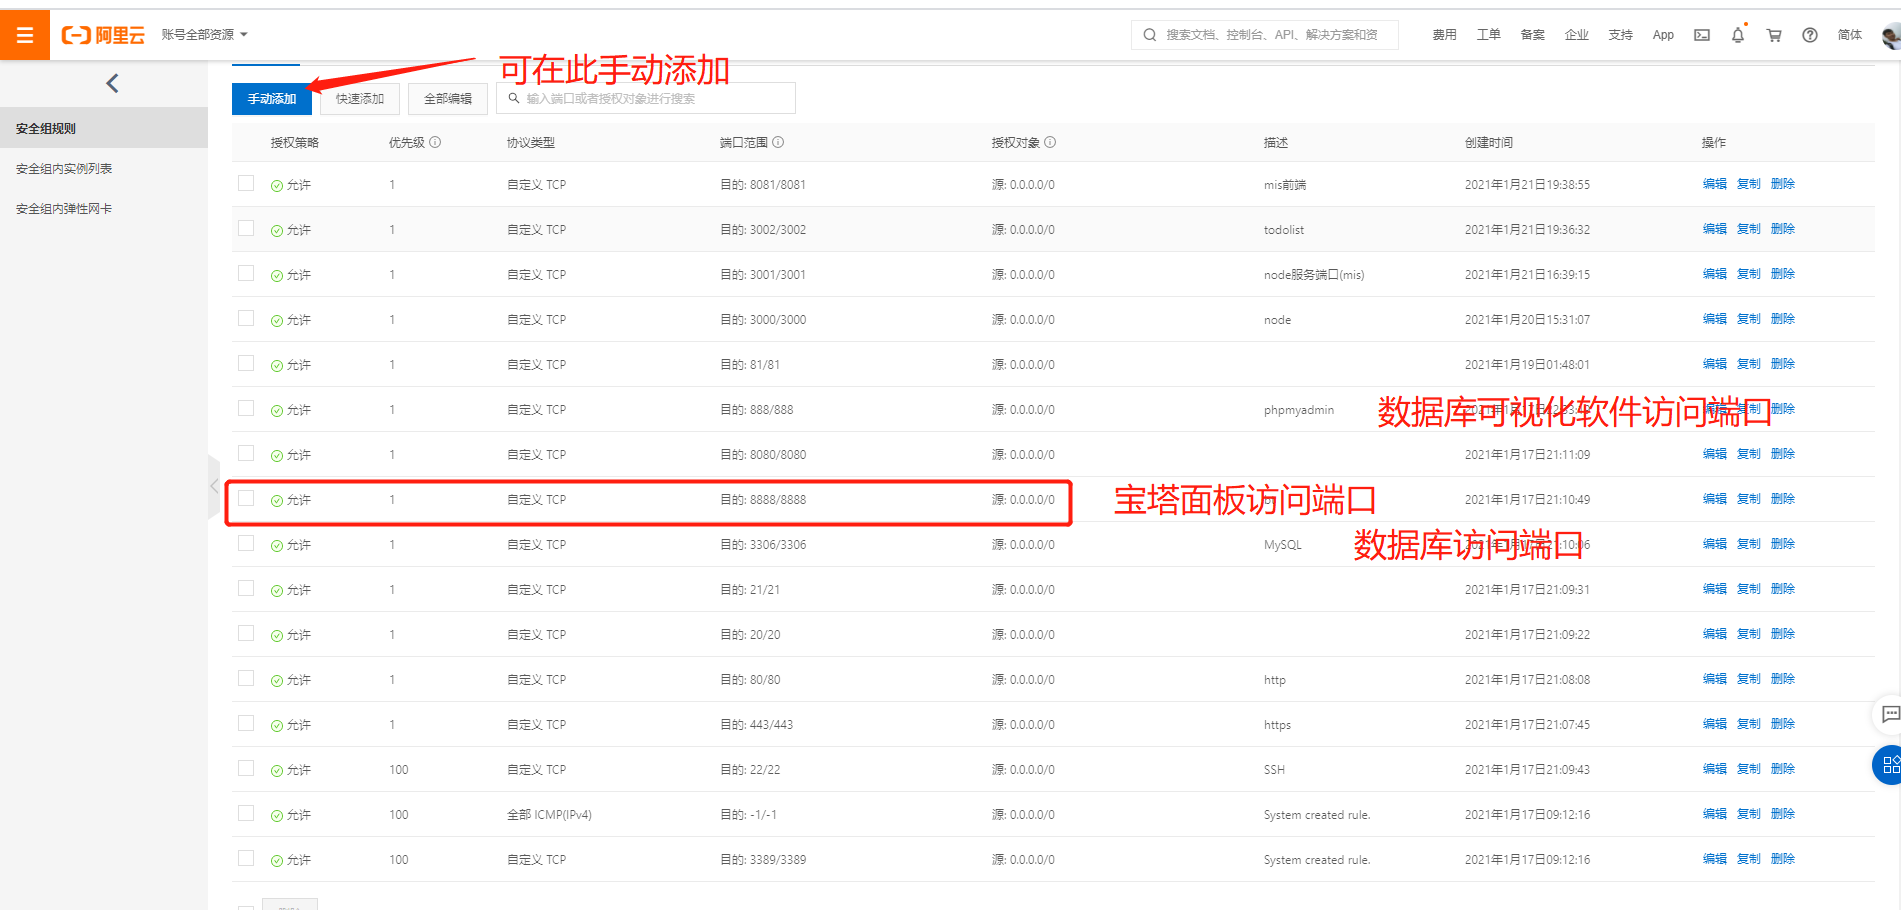 阿里云 账号全部资源 搜索文档、控制台、API、解决方案和资 费用 工单 备案 企业 支持 App 简体
可在此手动添加
手动添加 快速添加 全部编辑 输入端口或者授权对象进行搜索
安全组规则
安全组内实例列表
安全组内弹性网卡
授权策略 优先级 协议类型 端口范围 授权对象 描述 创建时间 操作
允许 1 自定义 TCP 目的: 8081/8081 源: 0.0.0.0/0 mis前端 2021年1月21日19:38:55 编辑 复制 删除
允许 1 自定义 TCP 目的: 3002/3002 源: 0.0.0.0/0 todolist 2021年1月21日19:36:32 编辑 复制 删除
允许 1 自定义 TCP 目的: 3001/3001 源: 0.0.0.0/0 node服务端口(mis) 2021年1月21日16:39:15 编辑 复制 删除
允许 1 自定义 TCP 目的: 3000/3000 源: 0.0.0.0/0 node 2021年1月20日15:31:07 编辑 复制 删除
允许 1 自定义 TCP 目的: 81/81 源: 0.0.0.0/0 2021年1月19日01:48:01 编辑 复制 删除
允许 1 自定义 TCP 目的: 888/888 源: 0.0.0.0/0 phpmyadmin 编辑 复制 删除
数据库可视化软件访问端口
允许 1 自定义 TCP 目的: 8080/8080 源: 0.0.0.0/0 2021年1月17日21:11:09 编辑 复制 删除
允许 1 自定义 TCP 目的: 8888/8888 源: 0.0.0.0/0 2021年1月17日21:10:49 编辑 复制 删除
宝塔面板访问端口
允许 1 自定义 TCP 目的: 3306/3306 源: 0.0.0.0/0 MySQL 2021年1月17日21:10:06 编辑 复制 删除
数据库访问端口
允许 1 自定义 TCP 目的: 21/21 源: 0.0.0.0/0 2021年1月17日21:09:31 编辑 复制 删除
允许 1 自定义 TCP 目的: 20/20 源: 0.0.0.0/0 2021年1月17日21:09:22 编辑 复制 删除
允许 1 自定义 TCP 目的: 80/80 源: 0.0.0.0/0 http 2021年1月17日21:08:08 编辑 复制 删除
允许 1 自定义 TCP 目的: 443/443 源: 0.0.0.0/0 https 2021年1月17日21:07:45 编辑 复制 删除
允许 100 自定义 TCP 目的: 22/22 源: 0.0.0.0/0 SSH 2021年1月17日21:09:43 编辑 复制 删除
允许 100 全部 ICMP(IPv4) 目的: -1/-1 源: 0.0.0.0/0 System created rule. 2021年1月17日09:12:16 编辑 复制 删除
允许 100 自定义 TCP 目的: 3389/3389 源: 0.0.0.0/0 System created rule. 2021年1月17日09:12:16 编辑 复制 删除